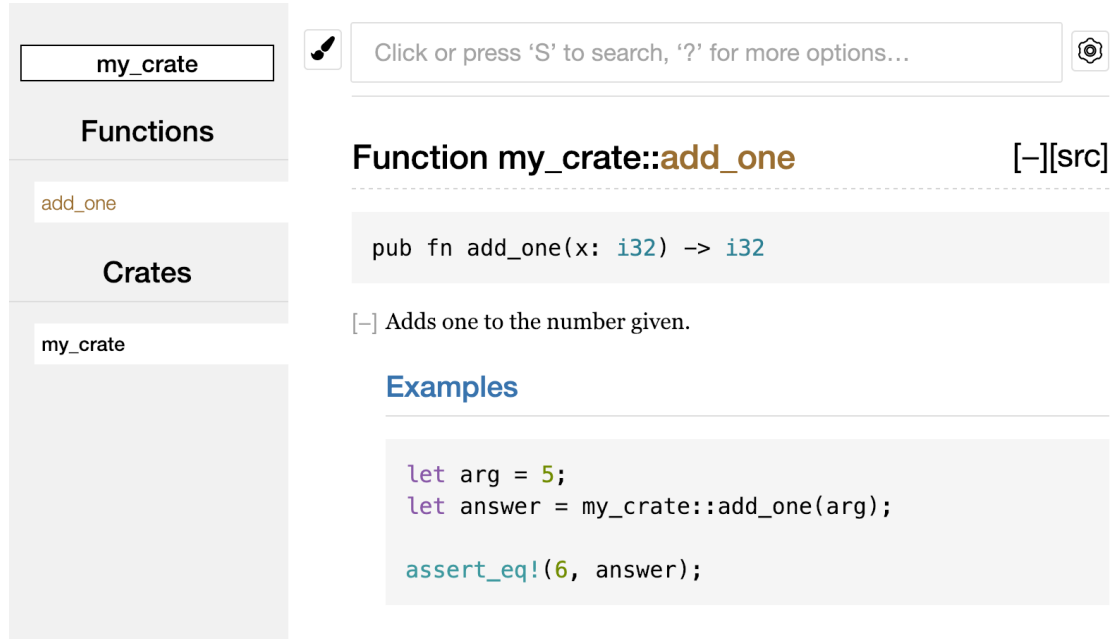 my_crate
Functions
add_one
Crates
my_crate
Click or press ‘S’ to search, ‘?’ for more options…
Function my_crate::add_one
[−][src]
pub fn add_one(x: i32) -> i32
[−] Adds one to the number given.
Examples
let arg = 5;
let answer = my_crate::add_one(arg);
assert_eq!(6, answer);